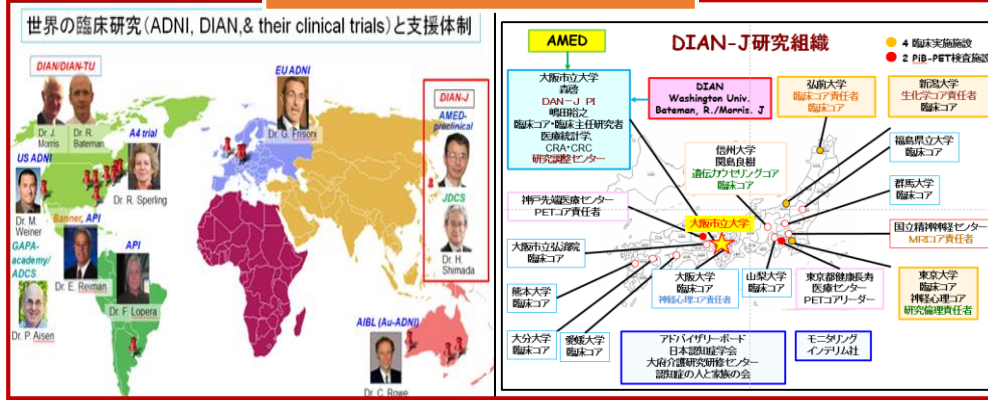 世界の臨床研究(ADNI, DIAN,& their clinical trials)と支援体制
DIAN/DIAN-TU
Dr. J. Morris
Dr. R. Bateman
A4 trial
Dr. R. Sperling
US ADNI
Dr. M. Weiner
Banner, API
Dr. E. Reiman
GAPA-
academy/
ADCS
Dr. P. Aisen
API
Dr. F. Lopera
EU ADNI
Dr. G. Frisoni
AIBL (Au-ADNI)
Dr. C. Rowe
DIAN-J
AMED-
preclinical
JDCS
Dr. H.
Shimada
DIAN-J研究組織
4 臨床実施施設
2 PiB-PET検査施設
AMED
大阪市立大学
森啓
DAN-J PI
嶋田裕之
臨床コア・臨床主任研究者
医療統計学、
CRA・CRC
研究調整センター
DIAN
Washington Univ.
Bateman, R./Morris. J
弘前大学
臨床コア責任者
臨床コア
新潟大学
生化学コア責任者
臨床コア
福島県立大学
臨床コア
群馬大学
臨床コア
信州大学
関島良樹
遺伝カウセリングコア
臨床コア
神戸先端医療センター
PETコア責任者
大阪市立大学
国立精神神経センター
MRIコア責任者
大阪市立弘済院
臨床コア
熊本大学
臨床コア
大分大学
臨床コア
愛媛大学
臨床コア
大阪大学
臨床コア
神経心理コア責任者
山梨大学
臨床コア
東京都健康長寿
医療センター
PETコアリーダー
東京大学
臨床コア
神経心理コア
研究倫理責任者
アドバイザリーボード
日本認知症学会
大府介護研究研修センター
認知症の人と家族の会
モニタリング
インテリム社